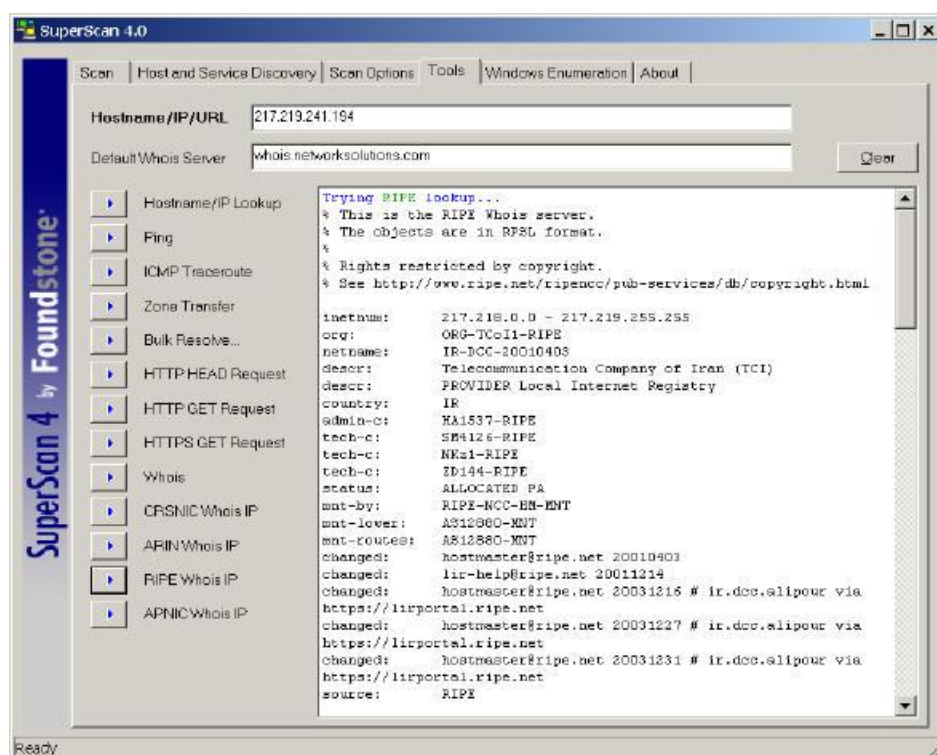 SuperScan 4.0
Scan Host and Service Discovery Scan Options Tools Windows Enumeration About
Hostname/IP/URL 217.219.241.194
Default Whois Server whois.networksolutions.com Clear
SuperScan 4 by Foundstone
Hostname/IP Lookup
Ping
ICMP Traceroute
Zone Transfer
Bulk Resolve...
HTTP HEAD Request
HTTP GET Request
HTTPS GET Request
Whois
CRSNIC Whois IP
ARIN Whois IP
RIPE Whois IP
APNIC Whois IP
Trying RIPE lookup...
% This is the RIPE Whois server.
% The objects are in RPSL format.
%
% Rights restricted by copyright.
% See http://www.ripe.net/ripencc/pub-services/db/copyright.html
inetnum: 217.218.0.0 - 217.219.255.255
org: ORG-TCoI1-RIPE
netname: IR-DCC-20010403
descr: Telecommunication Company of Iran (TCI)
descr: PROVIDER Local Internet Registry
country: IR
admin-c: HA1537-RIPE
tech-c: SM4126-RIPE
tech-c: NKz1-RIPE
tech-c: ZD144-RIPE
status: ALLOCATED PA
mnt-by: RIPE-NCC-HM-MNT
mnt-lower: AS12880-MNT
mnt-routes: AS12880-MNT
changed: hostmaster@ripe.net 20010403
changed: lir-help@ripe.net 20011214
changed: hostmaster@ripe.net 20031216 # ir.dcc.alipour via
https://lirportal.ripe.net
changed: hostmaster@ripe.net 20031227 # ir.dcc.alipour via
https://lirportal.ripe.net
changed: hostmaster@ripe.net 20031231 # ir.dcc.alipour via
https://lirportal.ripe.net
source: RIPE
Ready